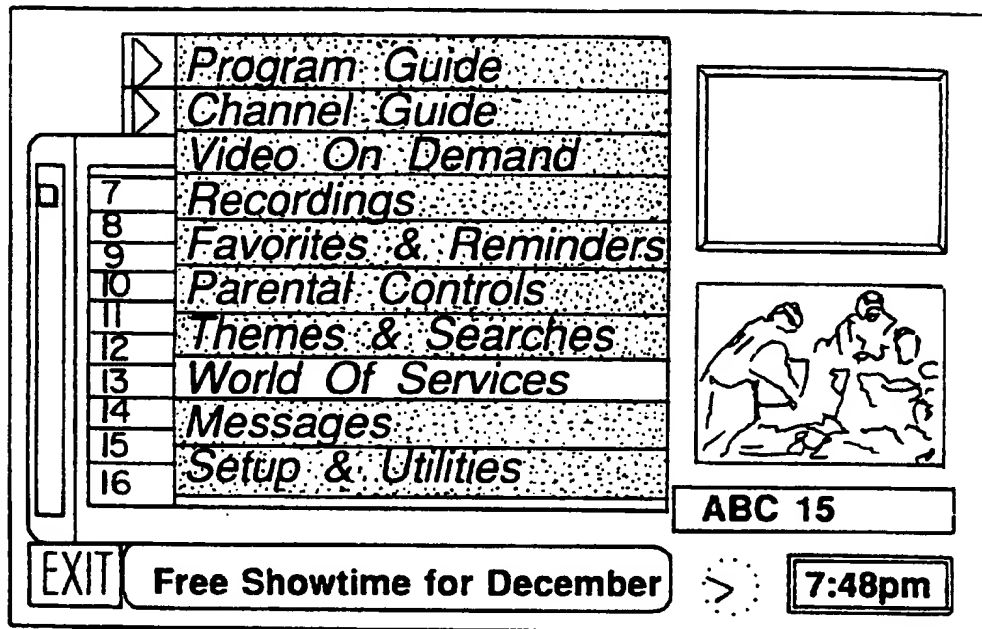 Program Guide
Channel Guide
Video On Demand
7 Recordings
8
9 Favorites & Reminders
10 Parental Controls
11
12 Themes & Searches
13 World Of Services
14 Messages
15
16 Setup & Utilities
ABC 15
EXIT Free Showtime for December 7:48pm